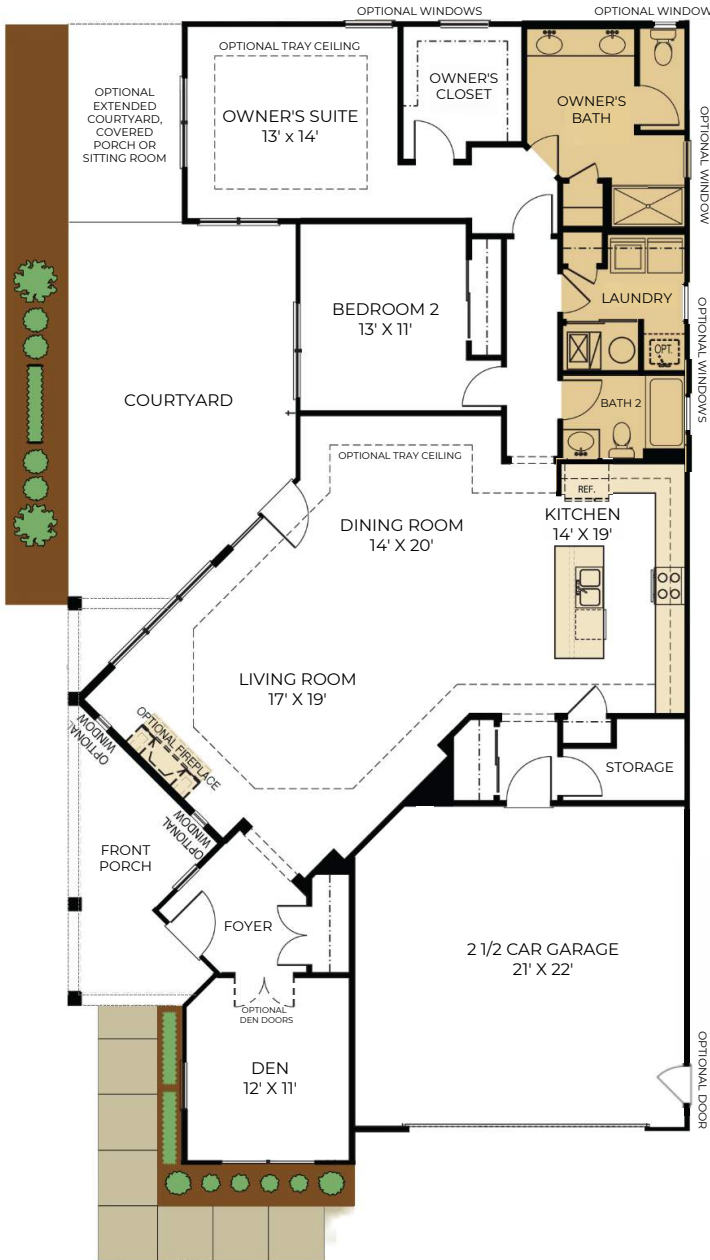 OPTIONAL WINDOWS
OPTIONAL WINDOW
OPTIONAL TRAY CEILING
OWNER'S SUITE
13' x 14'
OWNER'S
CLOSET
OWNER'S
BATH
OPTIONAL
EXTENDED
COURTYARD,
COVERED
PORCH OR
SITTING ROOM
OPTIONAL WINDOW
BEDROOM 2
13' X 11'
LAUNDRY
OPT.
OPTIONAL WINDOWS
COURTYARD
BATH 2
OPTIONAL TRAY CEILING
REF.
DINING ROOM
14' X 20'
KITCHEN
14' X 19'
LIVING ROOM
17' X 19'
OPTIONAL
WINDOW
OPTIONAL FIREPLACE
OPTIONAL
WINDOW
STORAGE
FRONT
PORCH
FOYER
2 1/2 CAR GARAGE
21' X 22'
OPTIONAL
DEN DOORS
DEN
12' X 11'
OPTIONAL DOOR